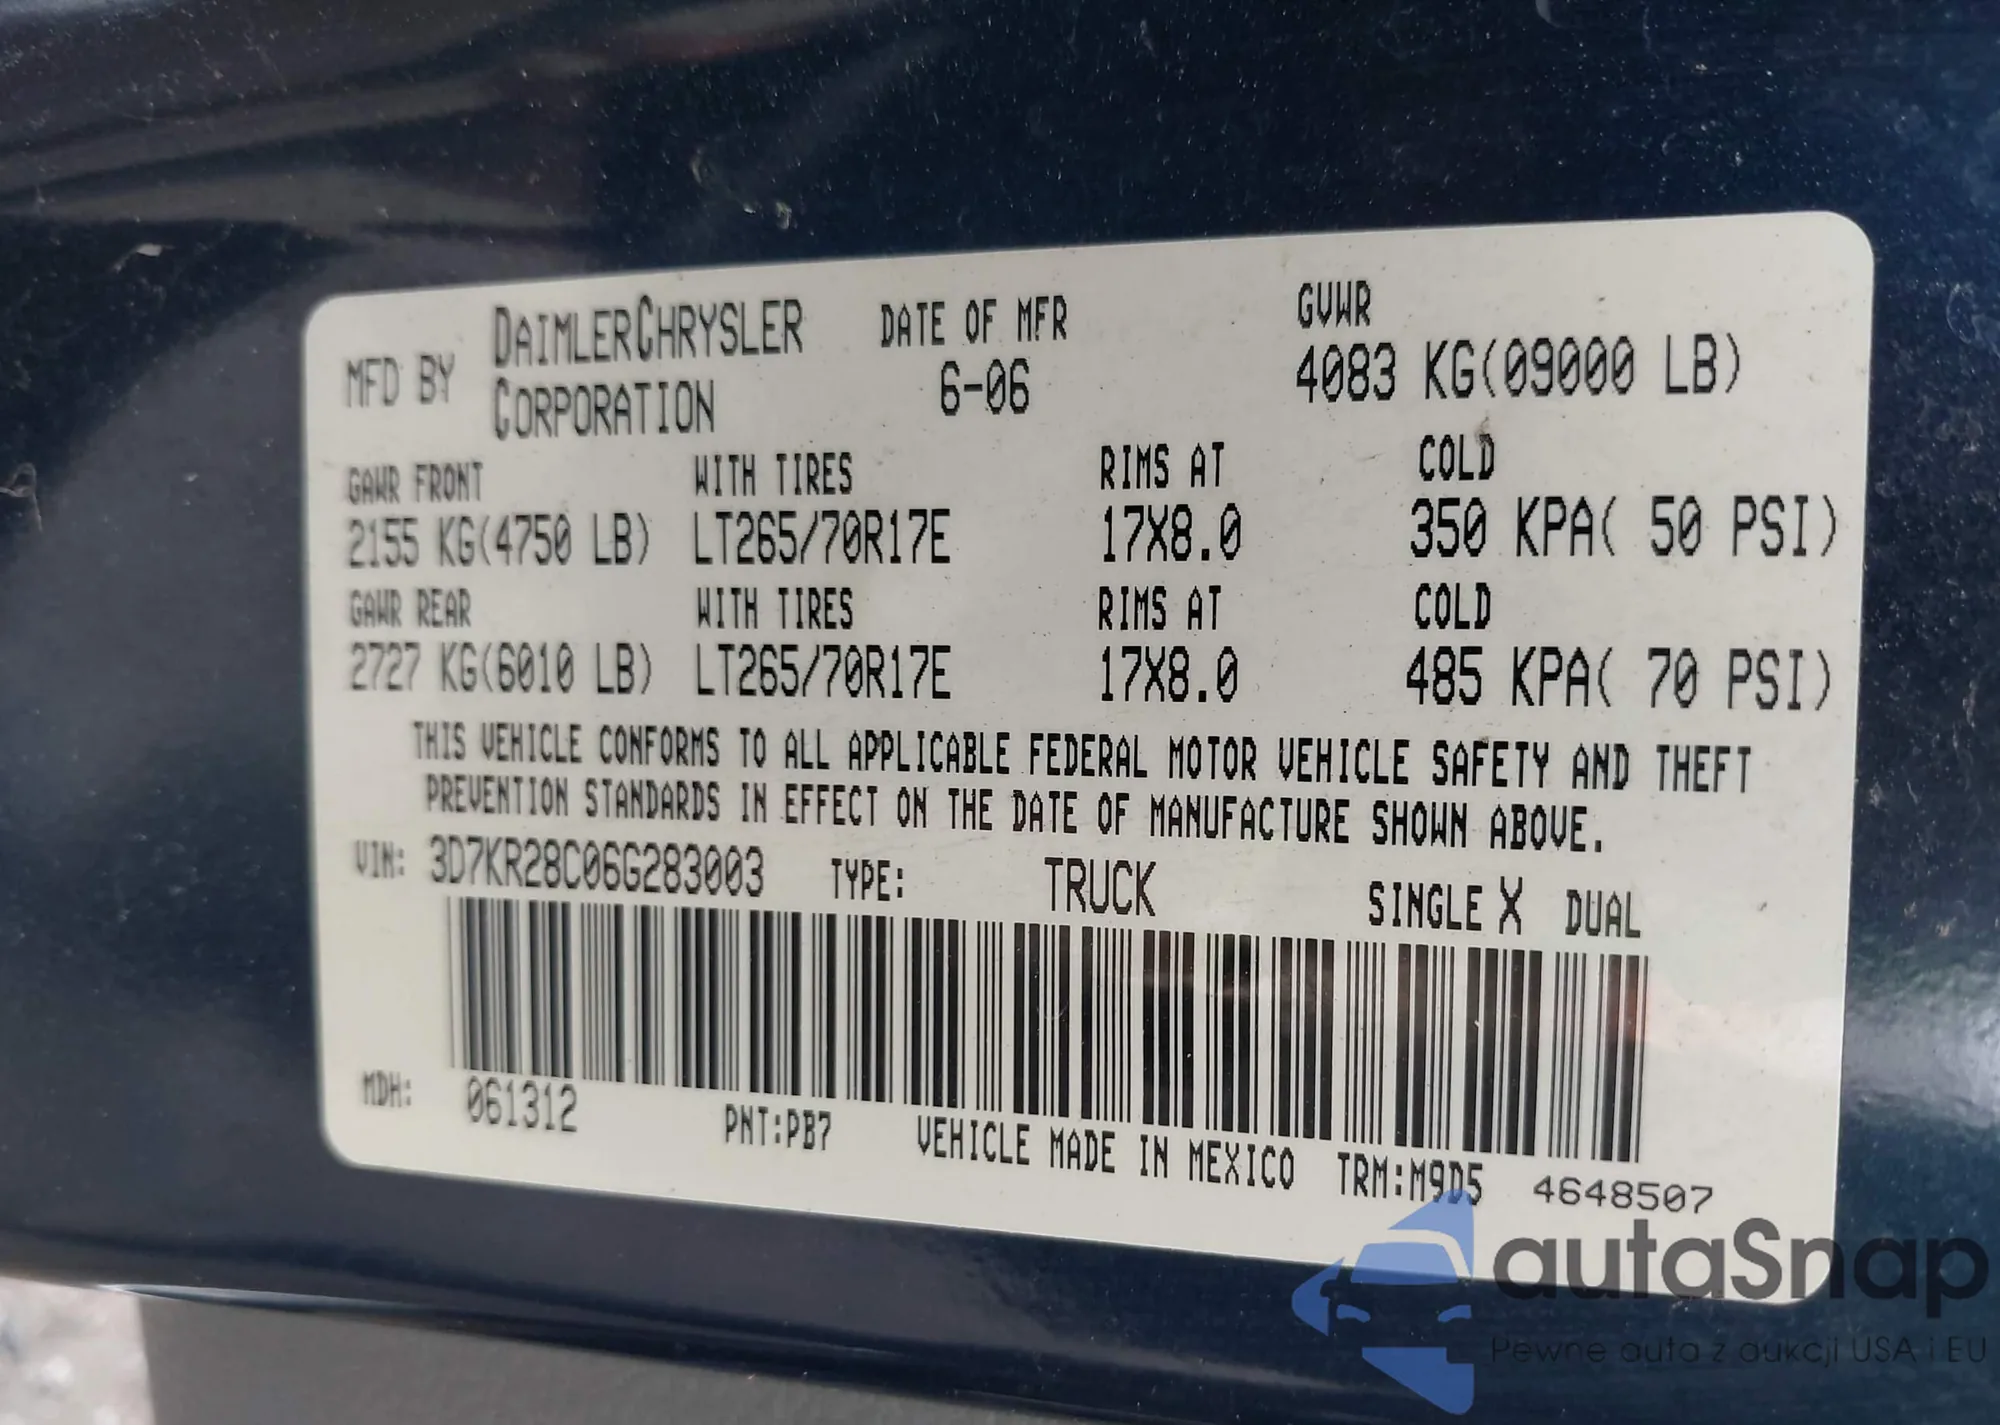 MFD BY DAIMLERCHRYSLER CORPORATION
DATE OF MFR
6-06
GVWR
4083 KG(09000 LB)
GAWR FRONT WITH TIRES RIMS AT COLD
2155 KG(4750 LB) LT265/70R17E 17X8.0 350 KPA( 50 PSI)
GAWR REAR WITH TIRES RIMS AT COLD
2727 KG(6010 LB) LT265/70R17E 17X8.0 485 KPA( 70 PSI)
THIS VEHICLE CONFORMS TO ALL APPLICABLE FEDERAL MOTOR VEHICLE SAFETY AND THEFT
PREVENTION STANDARDS IN EFFECT ON THE DATE OF MANUFACTURE SHOWN ABOVE.
VIN: 3D7KR28C06G283003 TYPE: TRUCK SINGLE X DUAL
MDH: 061312 PNT:PB7 VEHICLE MADE IN MEXICO TRM:M9D5 4648507
autaSnap
Pewne auta z aukcji USA i EU